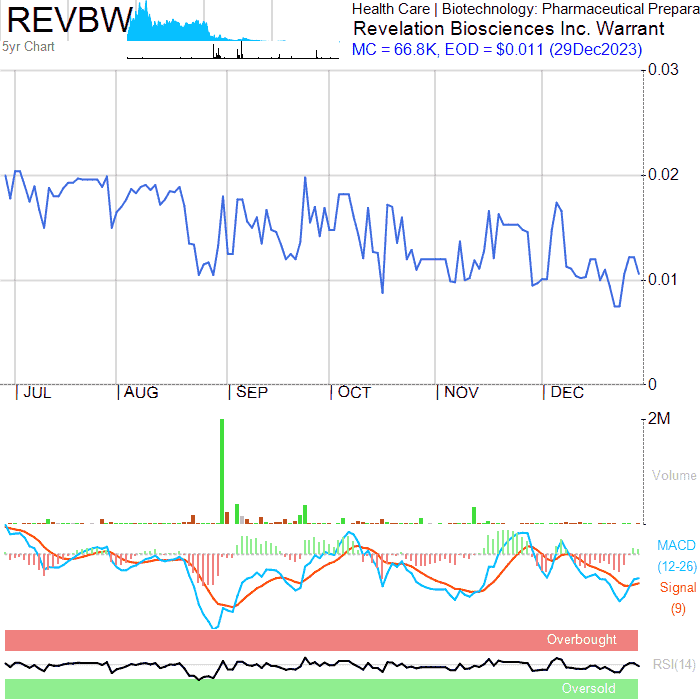 REVBW
5yr Chart
Health Care | Biotechnology: Pharmaceutical Prepara
Revelation Biosciences Inc. Warrant
MC = 66.8K, EOD = $0.011 (29Dec2023)
0.03
0.02
0.01
0
JUL AUG SEP OCT NOV DEC
2M
Volume
MACD
(12-26)
Signal
(9)
Overbought
RSI(14)
Oversold